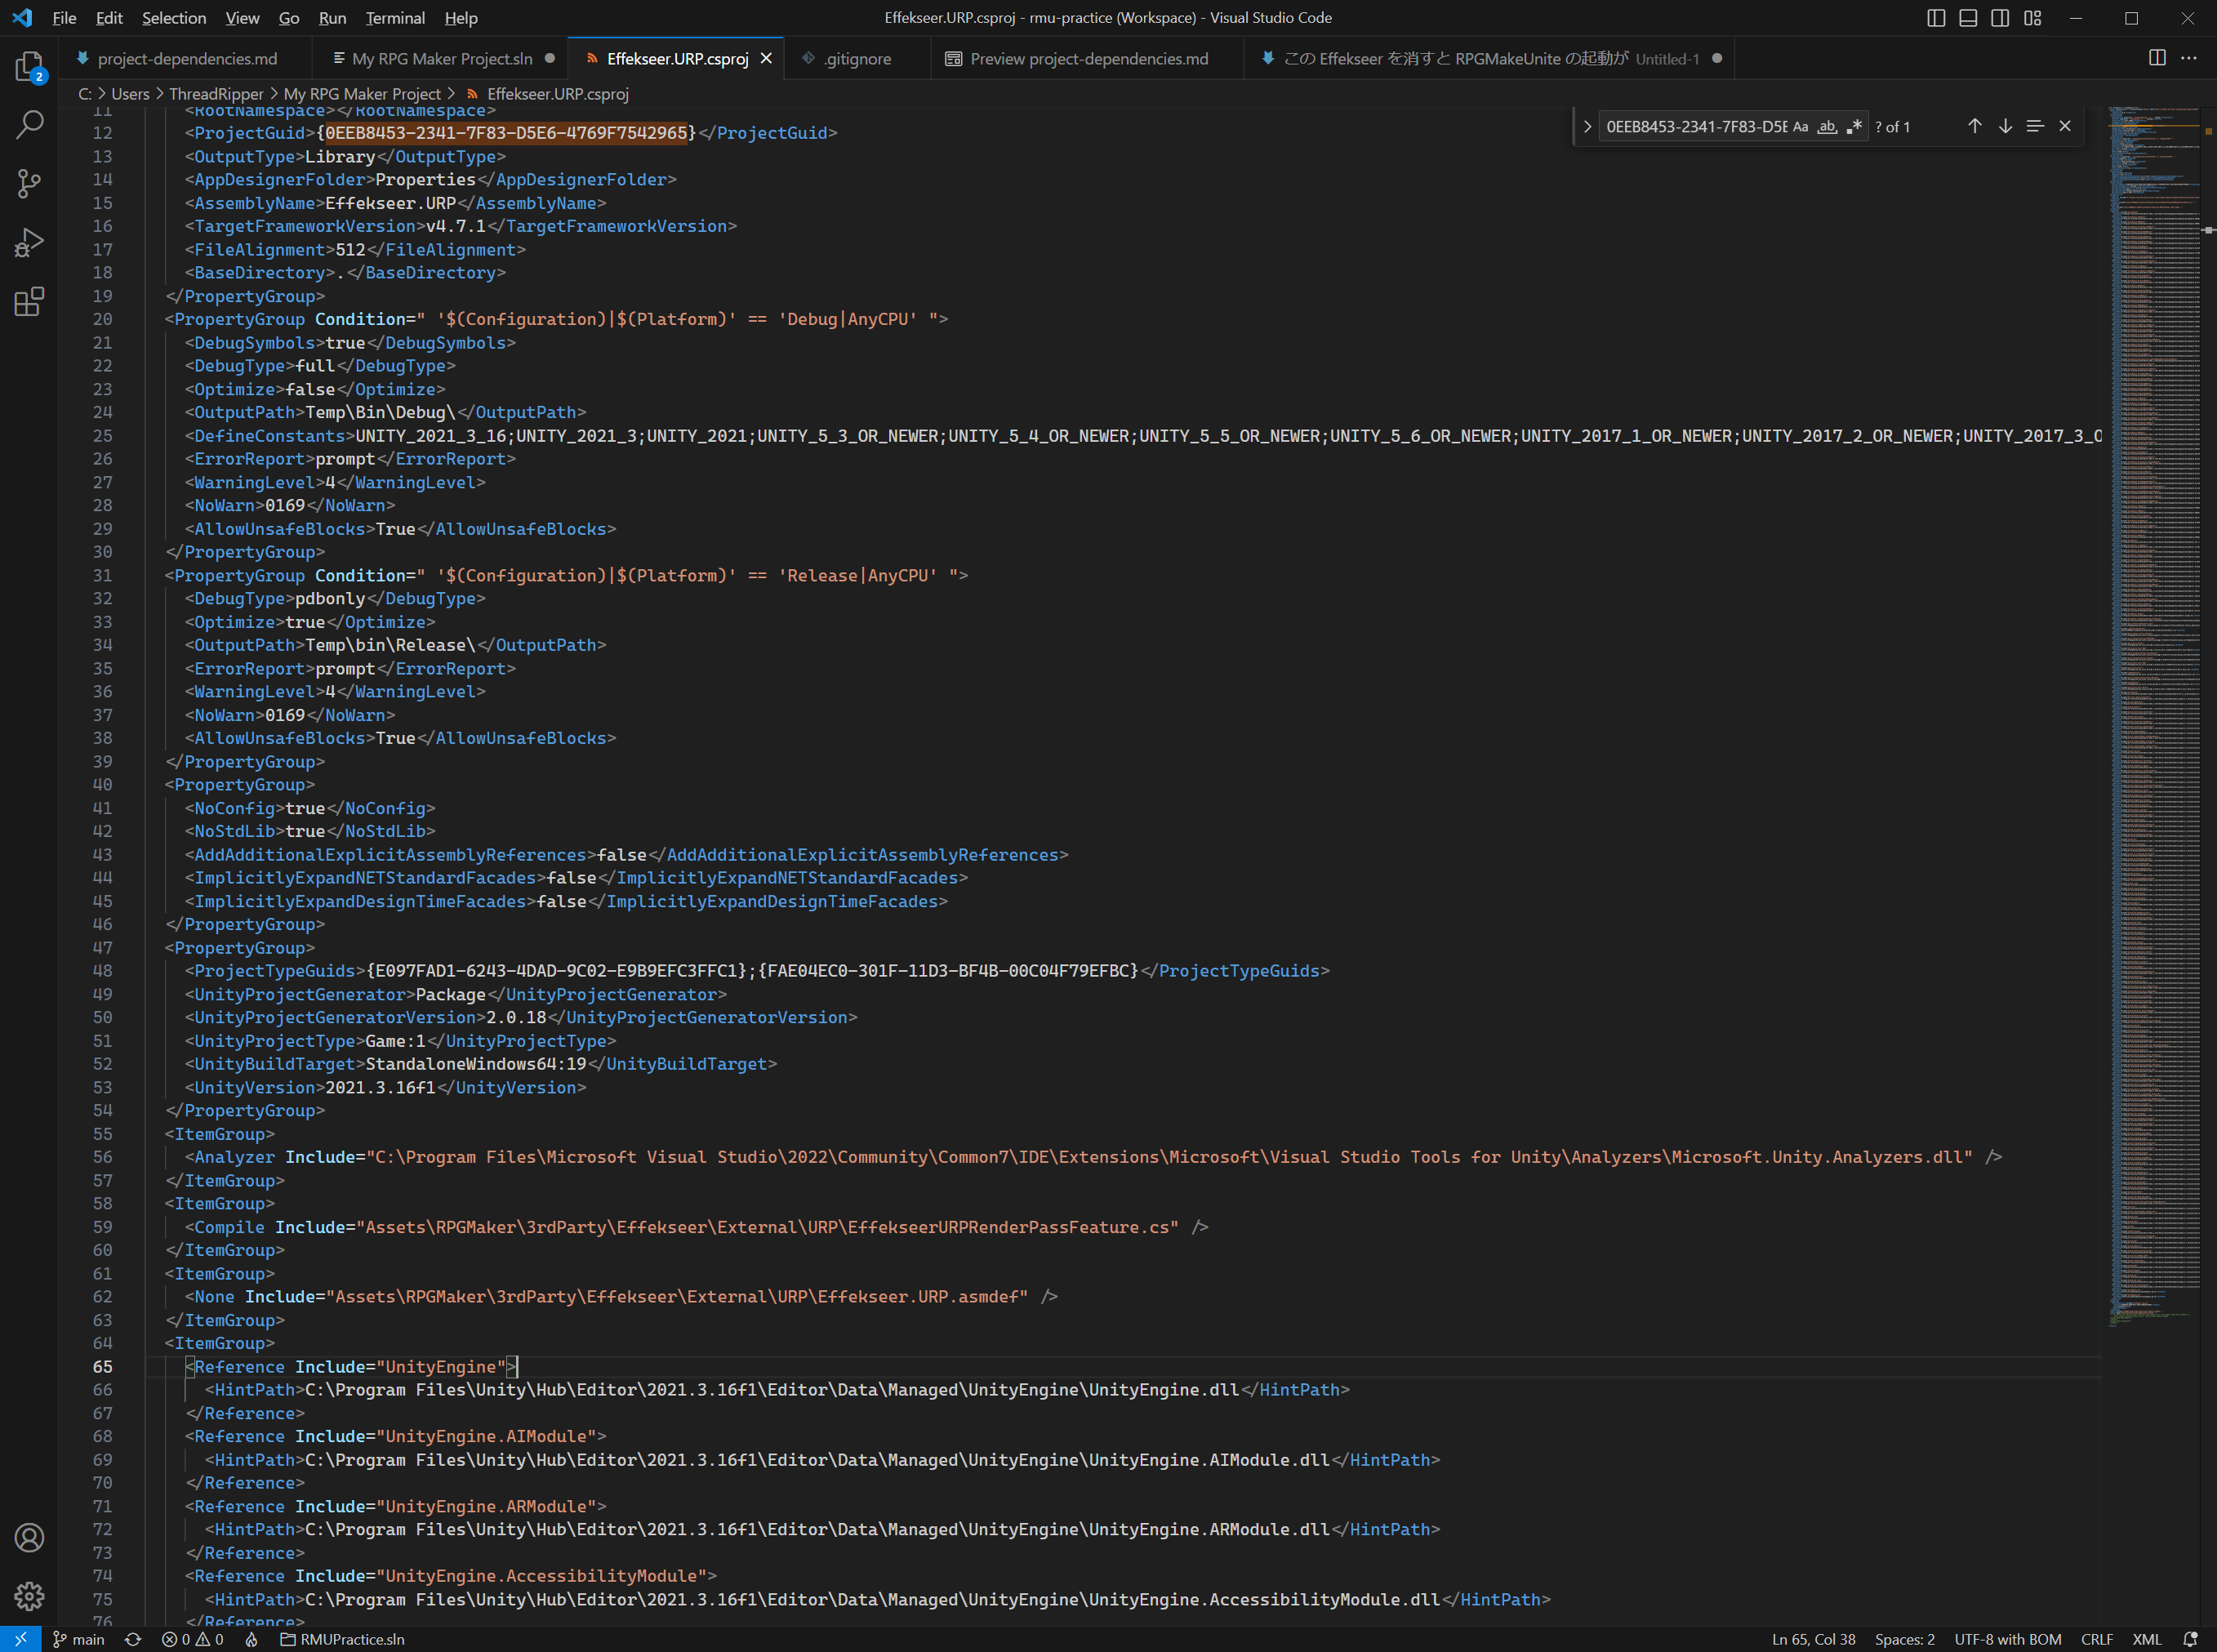 File Edit Selection View Go Run Terminal Help
Effekseer.URP.csproj - rmu-practice (Workspace) - Visual Studio Code
project-dependencies.md
My RPG Maker Project.sln
Effekseer.URP.csproj
.gitignore
Preview project-dependencies.md
この Effekseer を消すと RPGMakeUnite の起動が Untitled-1
C: > Users > ThreadRipper > My RPG Maker Project > Effekseer.URP.csproj
2
0EEB8453-2341-7F83-D5E Aa ab .* ? of 1
11 <RootNamespace></RootNamespace>
12 <ProjectGuid>{0EEB8453-2341-7F83-D5E6-4769F7542965}</ProjectGuid>
13 <OutputType>Library</OutputType>
14 <AppDesignerFolder>Properties</AppDesignerFolder>
15 <AssemblyName>Effekseer.URP</AssemblyName>
16 <TargetFrameworkVersion>v4.7.1</TargetFrameworkVersion>
17 <FileAlignment>512</FileAlignment>
18 <BaseDirectory>.</BaseDirectory>
19 </PropertyGroup>
20 <PropertyGroup Condition=" '$(Configuration)|$(Platform)' == 'Debug|AnyCPU' ">
21 <DebugSymbols>true</DebugSymbols>
22 <DebugType>full</DebugType>
23 <Optimize>false</Optimize>
24 <OutputPath>Temp\Bin\Debug\</OutputPath>
25 <DefineConstants>UNITY_2021_3_16;UNITY_2021_3;UNITY_2021;UNITY_5_3_OR_NEWER;UNITY_5_4_OR_NEWER;UNITY_5_5_OR_NEWER;UNITY_5_6_OR_NEWER;UNITY_2017_1_OR_NEWER;UNITY_2017_2_OR_NEWER;UNITY_2017_3_O
26 <ErrorReport>prompt</ErrorReport>
27 <WarningLevel>4</WarningLevel>
28 <NoWarn>0169</NoWarn>
29 <AllowUnsafeBlocks>True</AllowUnsafeBlocks>
30 </PropertyGroup>
31 <PropertyGroup Condition=" '$(Configuration)|$(Platform)' == 'Release|AnyCPU' ">
32 <DebugType>pdbonly</DebugType>
33 <Optimize>true</Optimize>
34 <OutputPath>Temp\bin\Release\</OutputPath>
35 <ErrorReport>prompt</ErrorReport>
36 <WarningLevel>4</WarningLevel>
37 <NoWarn>0169</NoWarn>
38 <AllowUnsafeBlocks>True</AllowUnsafeBlocks>
39 </PropertyGroup>
40 <PropertyGroup>
41 <NoConfig>true</NoConfig>
42 <NoStdLib>true</NoStdLib>
43 <AddAdditionalExplicitAssemblyReferences>false</AddAdditionalExplicitAssemblyReferences>
44 <ImplicitlyExpandNETStandardFacades>false</ImplicitlyExpandNETStandardFacades>
45 <ImplicitlyExpandDesignTimeFacades>false</ImplicitlyExpandDesignTimeFacades>
46 </PropertyGroup>
47 <PropertyGroup>
48 <ProjectTypeGuids>{E097FAD1-6243-4DAD-9C02-E9B9EFC3FFC1};{FAE04EC0-301F-11D3-BF4B-00C04F79EFBC}</ProjectTypeGuids>
49 <UnityProjectGenerator>Package</UnityProjectGenerator>
50 <UnityProjectGeneratorVersion>2.0.18</UnityProjectGeneratorVersion>
51 <UnityProjectType>Game:1</UnityProjectType>
52 <UnityBuildTarget>StandaloneWindows64:19</UnityBuildTarget>
53 <UnityVersion>2021.3.16f1</UnityVersion>
54 </PropertyGroup>
55 <ItemGroup>
56 <Analyzer Include="C:\Program Files\Microsoft Visual Studio\2022\Community\Common7\IDE\Extensions\Microsoft\Visual Studio Tools for Unity\Analyzers\Microsoft.Unity.Analyzers.dll" />
57 </ItemGroup>
58 <ItemGroup>
59 <Compile Include="Assets\RPGMaker\3rdParty\Effekseer\External\URP\EffekseerURPRenderPassFeature.cs" />
60 </ItemGroup>
61 <ItemGroup>
62 <None Include="Assets\RPGMaker\3rdParty\Effekseer\External\URP\Effekseer.URP.asmdef" />
63 </ItemGroup>
64 <ItemGroup>
65 <Reference Include="UnityEngine">
66 <HintPath>C:\Program Files\Unity\Hub\Editor\2021.3.16f1\Editor\Data\Managed\UnityEngine\UnityEngine.dll</HintPath>
67 </Reference>
68 <Reference Include="UnityEngine.AIModule">
69 <HintPath>C:\Program Files\Unity\Hub\Editor\2021.3.16f1\Editor\Data\Managed\UnityEngine\UnityEngine.AIModule.dll</HintPath>
70 </Reference>
71 <Reference Include="UnityEngine.ARModule">
72 <HintPath>C:\Program Files\Unity\Hub\Editor\2021.3.16f1\Editor\Data\Managed\UnityEngine\UnityEngine.ARModule.dll</HintPath>
73 </Reference>
74 <Reference Include="UnityEngine.AccessibilityModule">
75 <HintPath>C:\Program Files\Unity\Hub\Editor\2021.3.16f1\Editor\Data\Managed\UnityEngine\UnityEngine.AccessibilityModule.dll</HintPath>
76 </Reference>
main 0 0 RMUPractice.sln
Ln 65, Col 38 Spaces: 2 UTF-8 with BOM CRLF XML